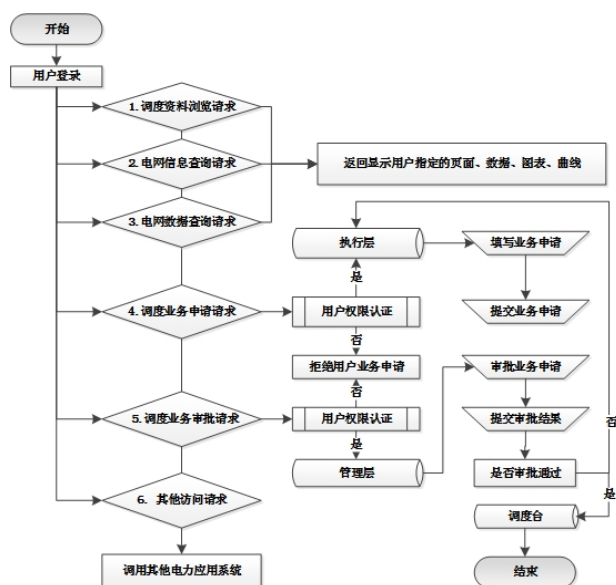 开始
用户登录
1. 调度资料浏览请求
2. 电网信息查询请求
返回显示用户指定的页面、数据、图表、曲线
3. 电网数据查询请求
执行层
填写业务申请
是
4. 调度业务申请请求
用户权限认证
提交业务申请
否
拒绝用户业务申请
审批业务申请
否
5. 调度业务审批请求
用户权限认证
提交审批结果
否
是
管理层
是否审批通过
是
6. 其他访问请求
调度台
调用其他电力应用系统
结束